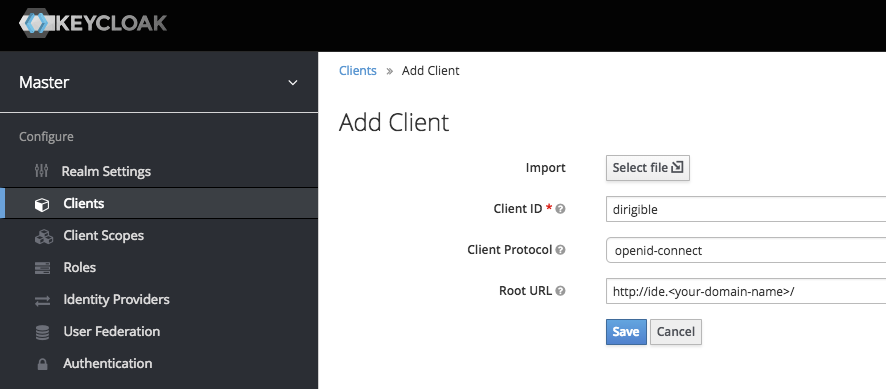 KEYCLOAK
Master
Clients » Add Client
Add Client
Configure
Realm Settings
Clients
Client Scopes
Roles
Identity Providers
User Federation
Authentication
Import Select file
Client ID * dirigible
Client Protocol openid-connect
Root URL http://ide.<your-domain-name>/
Save Cancel